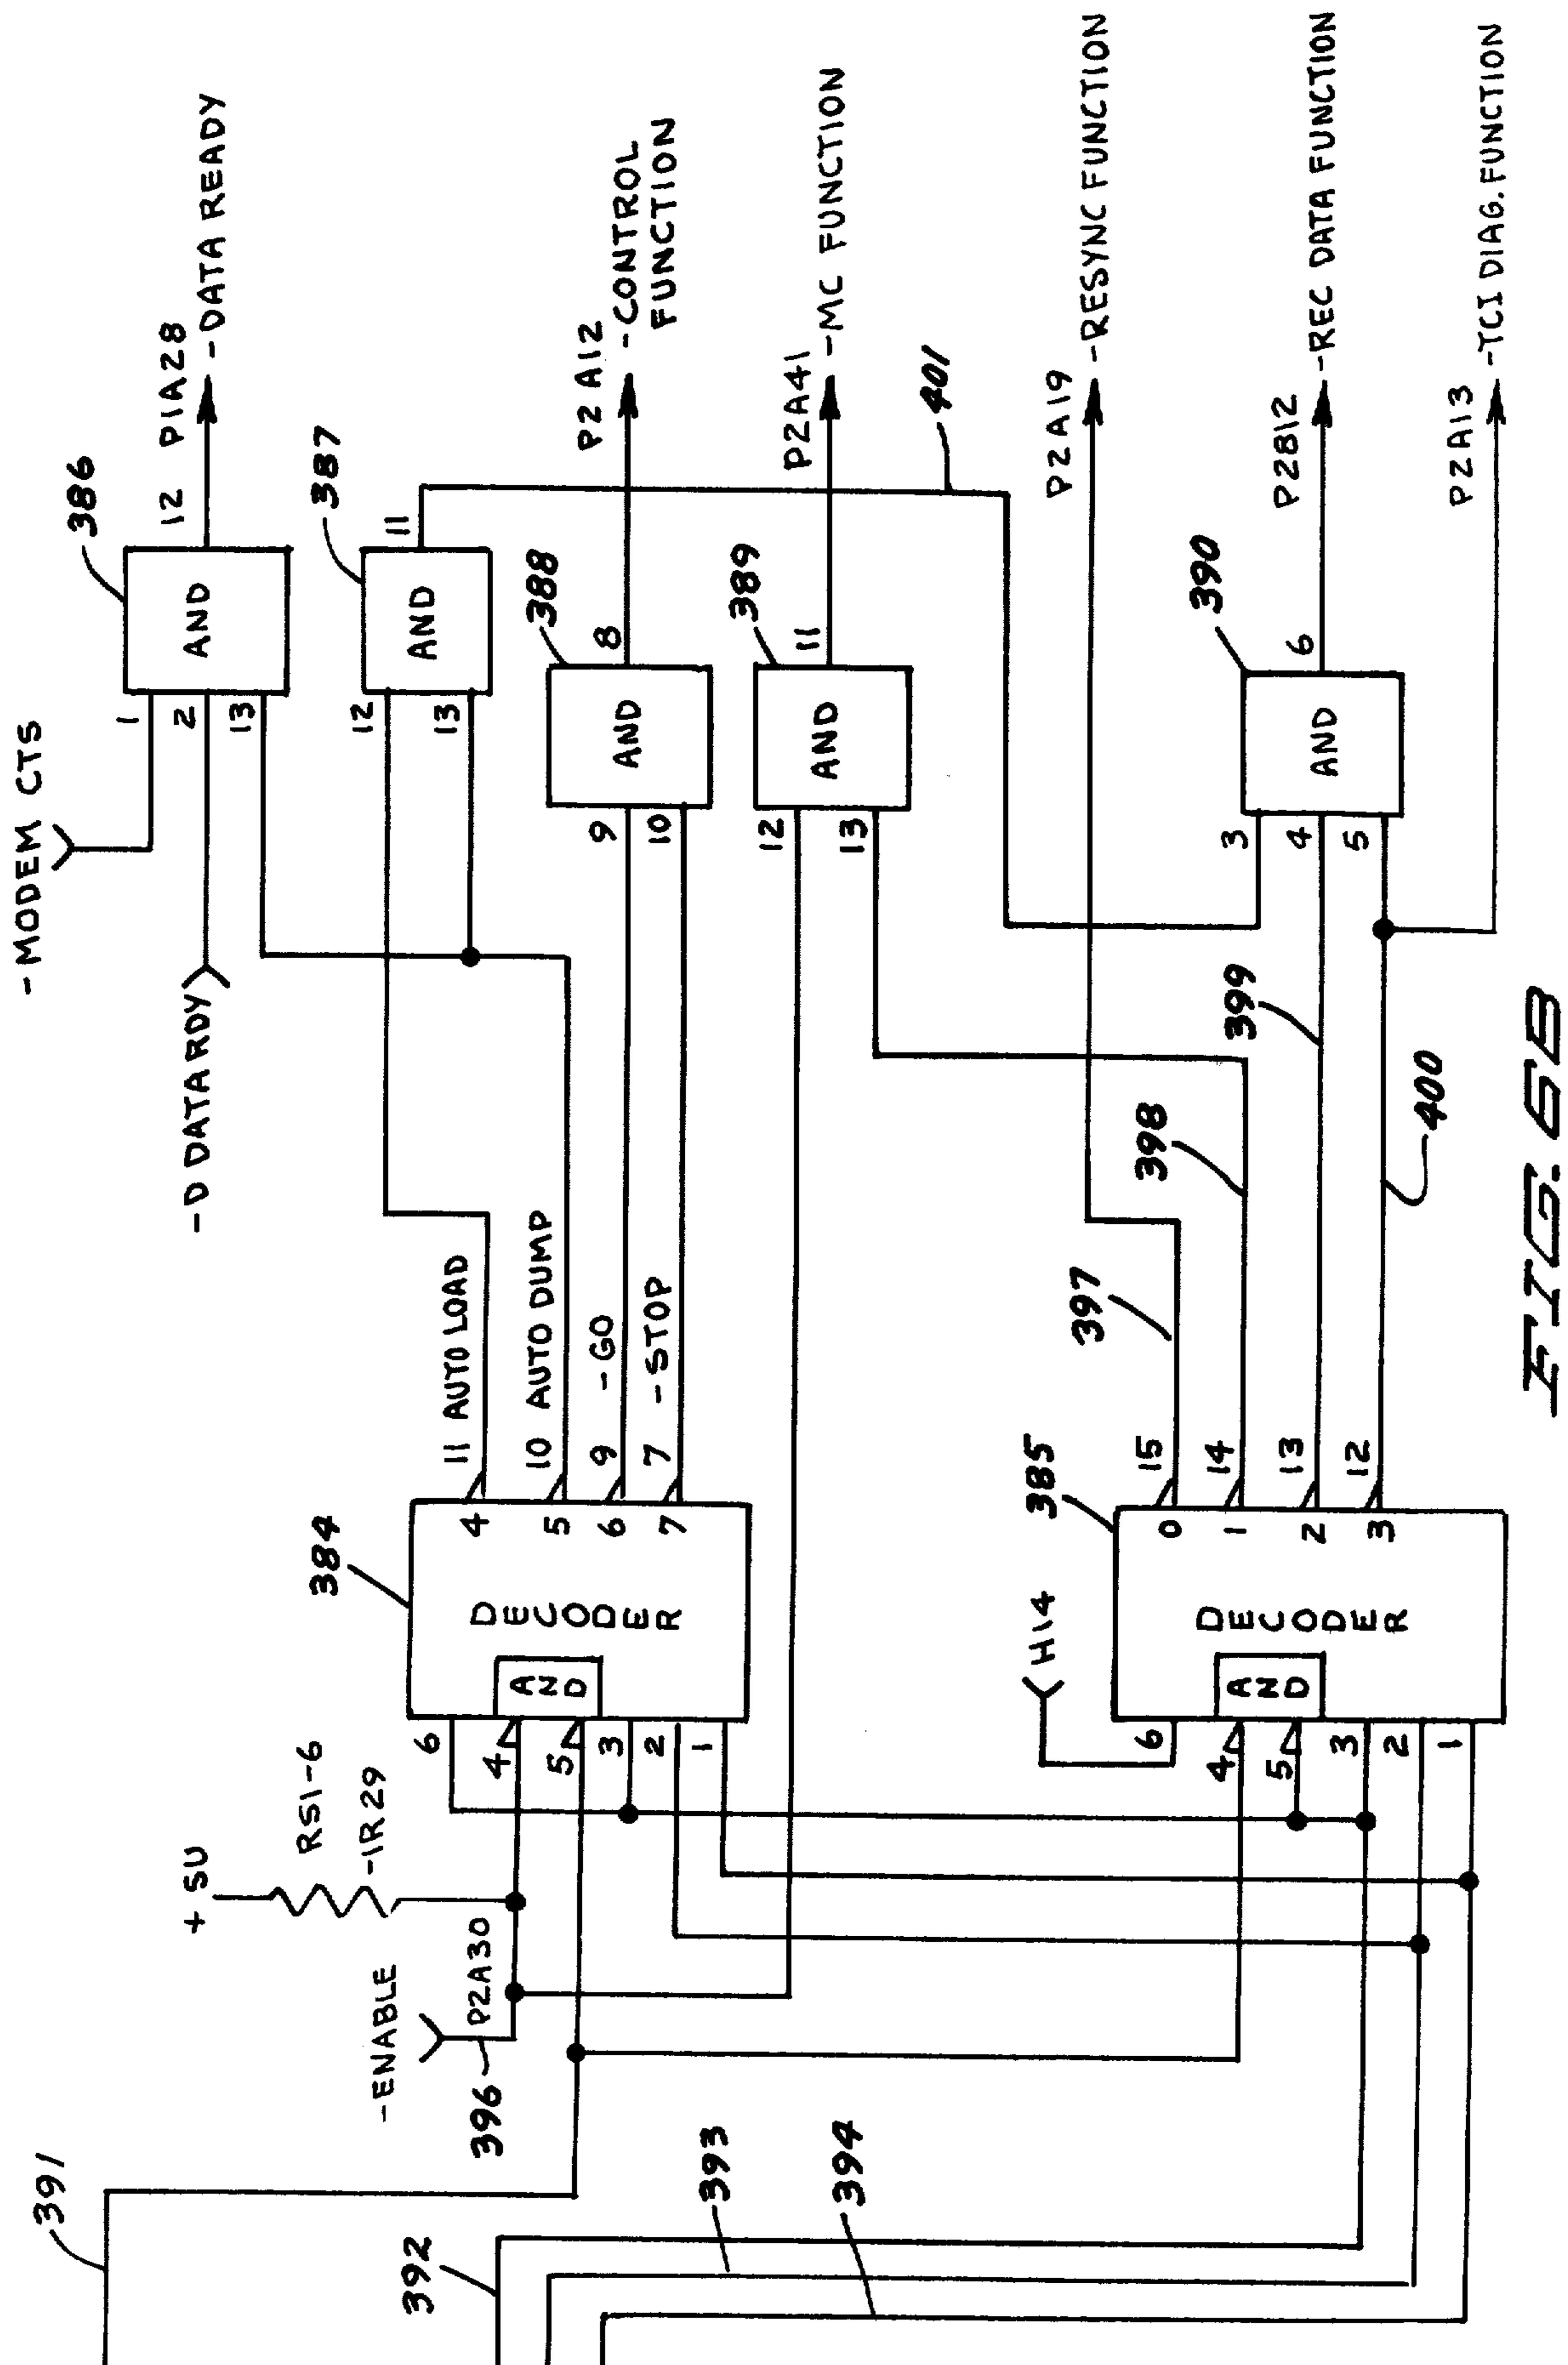 -MODEM CTS
-D DATA RDY
386
1
2
13
AND
12 P1A28
-DATA READY
387
12
13
AND
11
388
9
10
AND
8
P2A12
-CONTROL
FUNCTION
389
12
13
AND
11
P2A41
-MC FUNCTION
401
P2A19
-RESYNC FUNCTION
390
3
4
5
AND
6
P2B12
-REC DATA FUNCTION
P2A13
-TCI DIAG. FUNCTION
384
DECODER
AND
6
4
5
3
2
1
4
5
6
7
11 AUTO LOAD
10 AUTO DUMP
9 -GO
7 -STOP
+5V
RS1-6
-IR29
-ENABLE
P2A30
396
385
H14
DECODER
AND
6
4
5
3
2
1
0
1
2
3
15
14
13
12
397
398
399
400
391
392
393
394
FIG. 6B